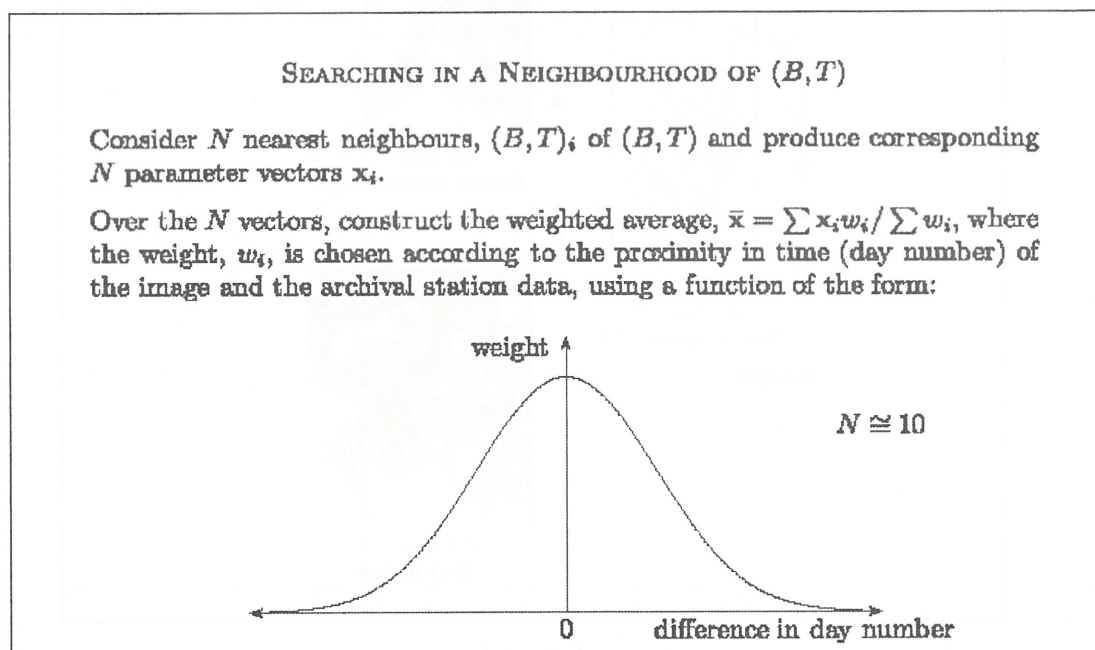 SEARCHING IN A NEIGHBOURHOOD OF (B, T)
Consider N nearest neighbours, (B, T)ᵢ of (B, T) and produce corresponding
N parameter vectors xᵢ.
Over the N vectors, construct the weighted average, x̄ = ∑ xᵢwᵢ/ ∑ wᵢ, where
the weight, wᵢ, is chosen according to the proximity in time (day number) of
the image and the archival station data, using a function of the form:
weight
N ≅ 10
0
difference in day number